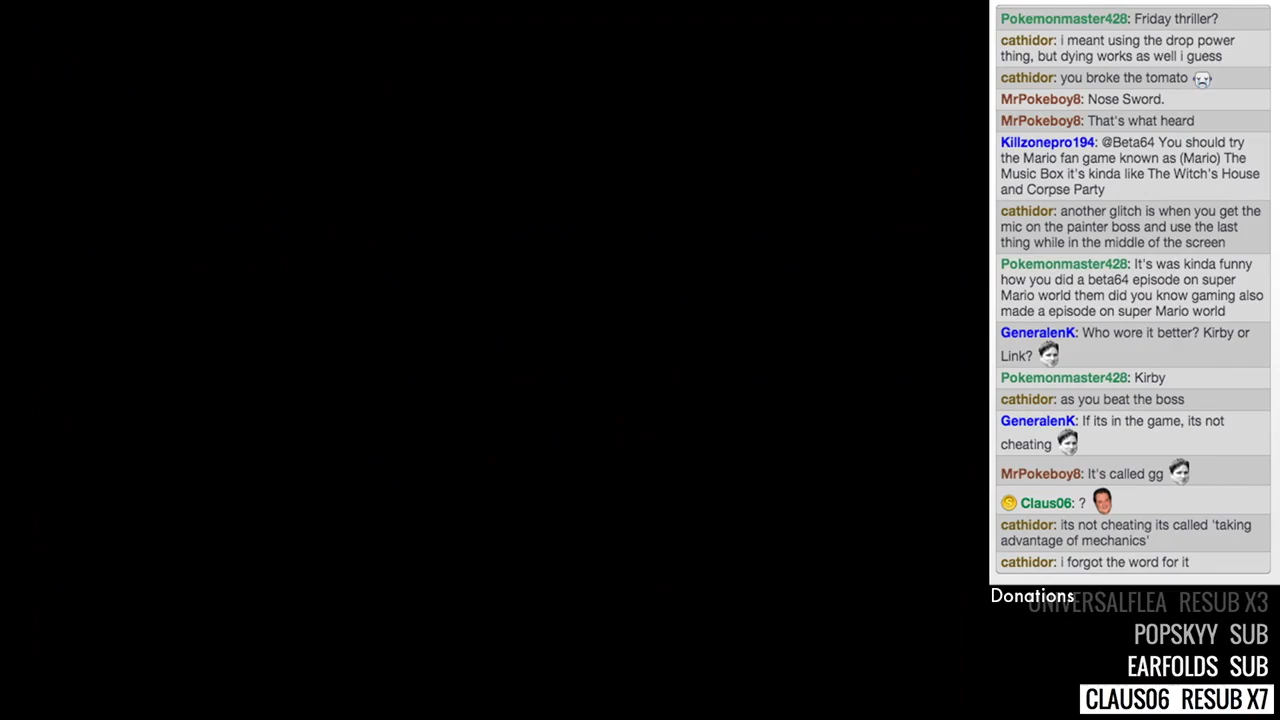 Pokemonmaster428: Friday thriller?
cathidor: i meant using the drop power
thing, but dying works as well i guess
cathidor: you broke the tomato
MrPokeboy8: Nose Sword.
MrPokeboy8: That's what heard
Killzonepro194: @Beta64 You should try
the Mario fan game known as (Mario) The
Music Box it's kinda like The Witch's House
and Corpse Party
cathidor: another glitch is when you get the
mic on the painter boss and use the last
thing while in the middle of the screen
Pokemonmaster428: It's was kinda funny
how you did a beta64 episode on super
Mario world them did you know gaming also
made a episode on super Mario world
GeneralenK: Who wore it better? Kirby or
Link?
Pokemonmaster428: Kirby
cathidor: as you beat the boss
GeneralenK: If its in the game, its not
cheating
MrPokeboy8: It's called gg
Claus06: ?
cathidor: its not cheating its called 'taking
advantage of mechanics'
cathidor: i forgot the word for it
Donations
UNIVERSALFLEA RESUB X3
POPSKYY SUB
EARFOLDS SUB
CLAUS06 RESUB X7